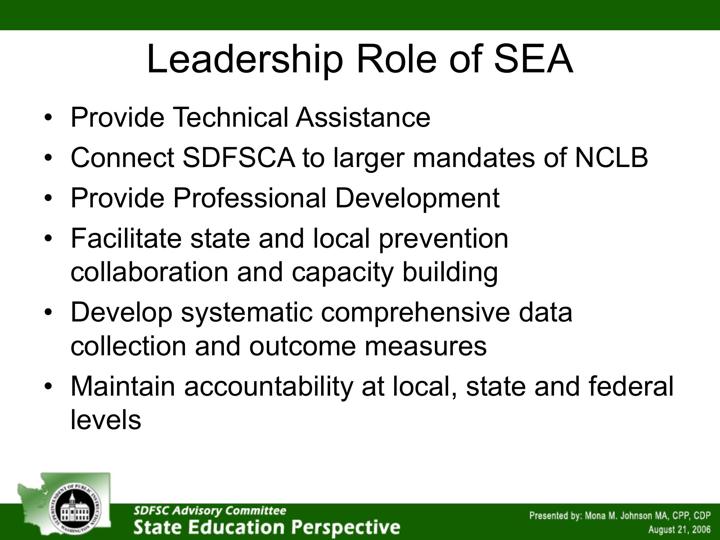 Leadership Role of SEA
• Provide Technical Assistance
• Connect SDFSCA to larger mandates of NCLB
• Provide Professional Development
• Facilitate state and local prevention
collaboration and capacity building
• Develop systematic comprehensive data
collection and outcome measures
• Maintain accountability at local, state and federal
levels
SDFSC Advisory Committee
State Education Perspective
Presented by: Mona M. Johnson MA, CPP, CDP
August 21, 2006